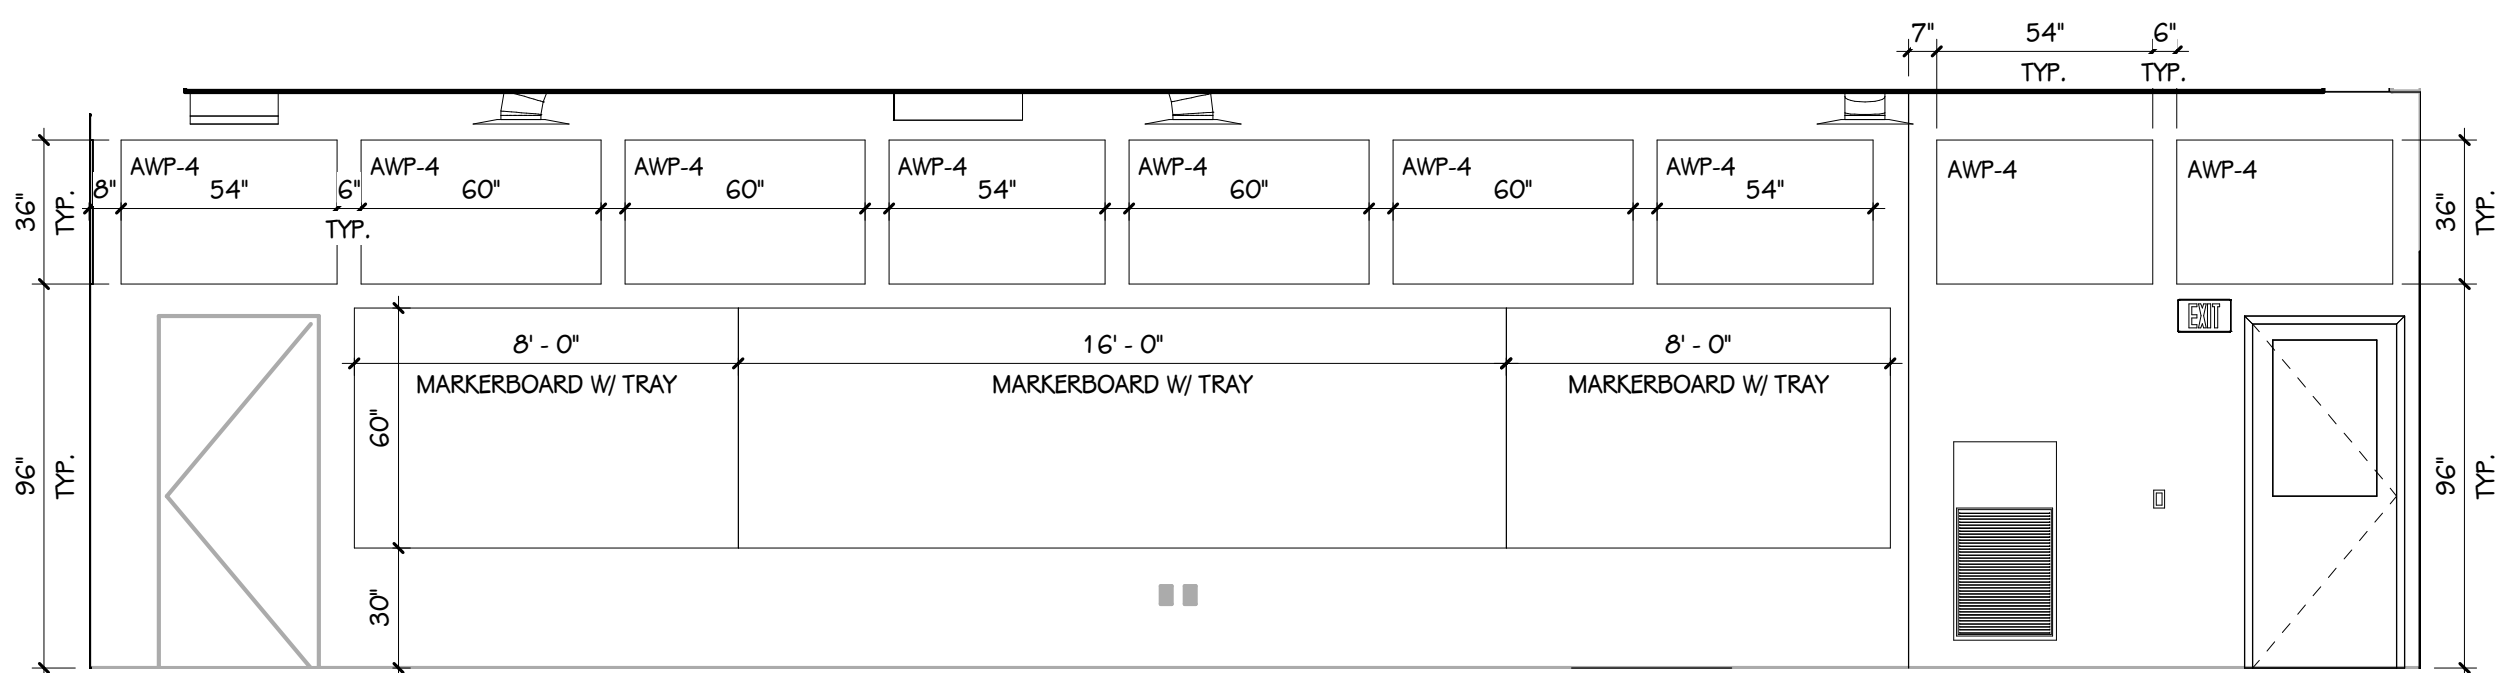 7" 54" 6"
TYP. TYP.
AWP-4 AWP-4 AWP-4 AWP-4 AWP-4 AWP-4 AWP-4 AWP-4 AWP-4
8" 54" 6" 60" 60" 54" 60" 60" 54"
TYP.
36" TYP.
36" TYP.
EXIT
8' - 0" 16' - 0" 8' - 0"
MARKERBOARD W/ TRAY MARKERBOARD W/ TRAY MARKERBOARD W/ TRAY
60"
96" TYP.
96" TYP.
30"